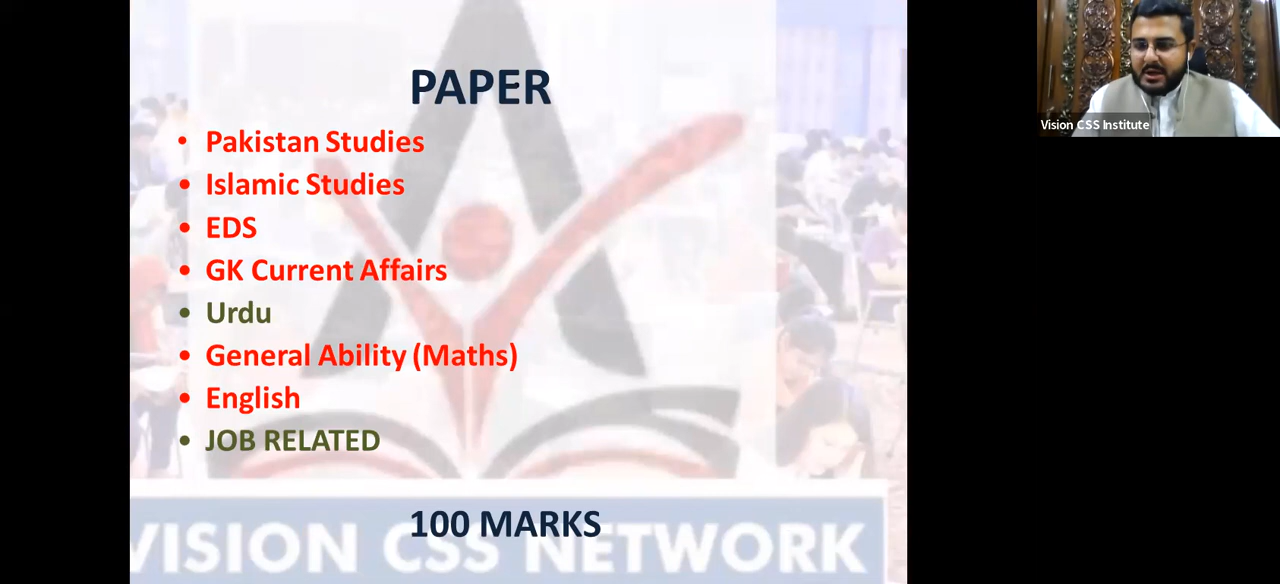 PAPER
• Pakistan Studies
• Islamic Studies
• EDS
• GK Current Affairs
• Urdu
• General Ability (Maths)
• English
• JOB RELATED
100 MARKS
VISION CSS NETWORK
Vision CSS Institute